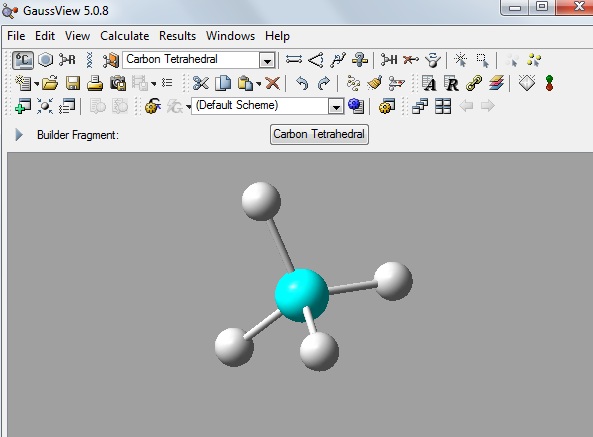 GaussView 5.0.8
File Edit View Calculate Results Windows Help
6C R Carbon Tetrahedral H
A R
(Default Scheme)
Builder Fragment: Carbon Tetrahedral